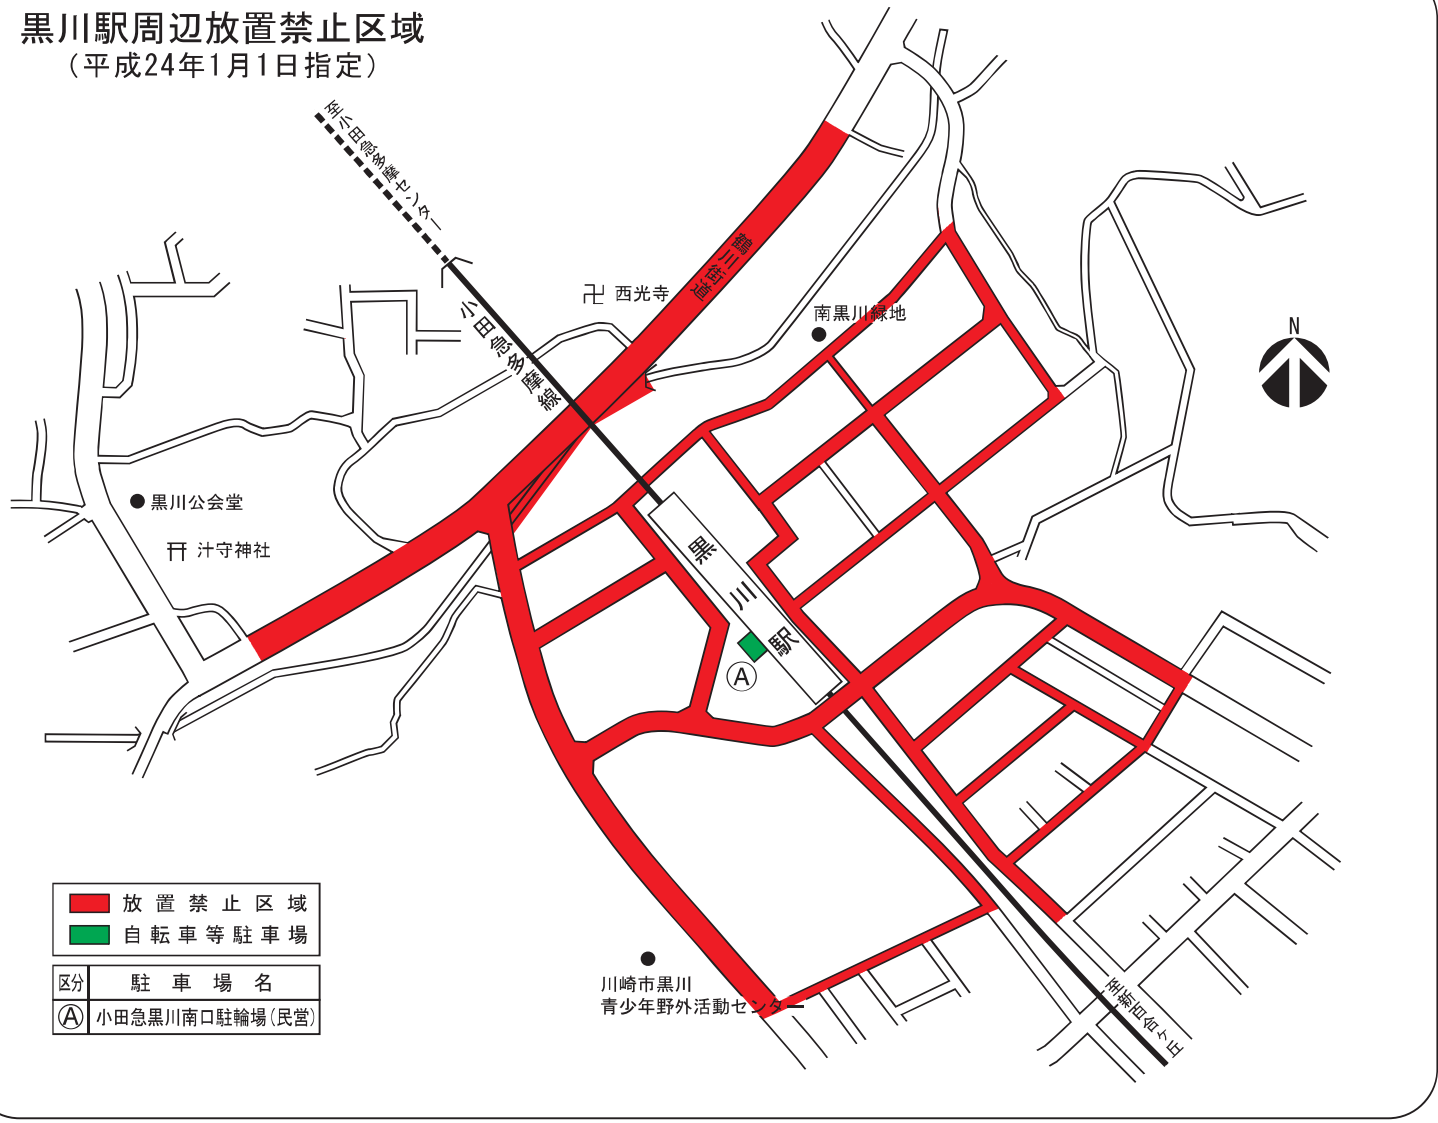 黒川駅周辺放置禁止区域
（平成24年1月1日指定）
至小田急多摩センター
小田急多摩線
鶴川街道
卍 西光寺
南黒川緑地
N
黒川公会堂
汁守神社
黒川駅
A
放置禁止区域
自転車等駐車場
区分 駐車場名
A 小田急黒川南口駐輪場（民営）
川崎市黒川
青少年野外活動センター
至新百合ヶ丘